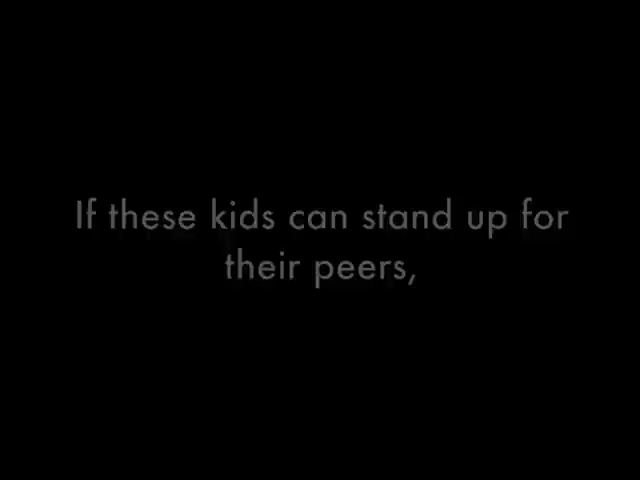 If these kids can stand up for
their peers,